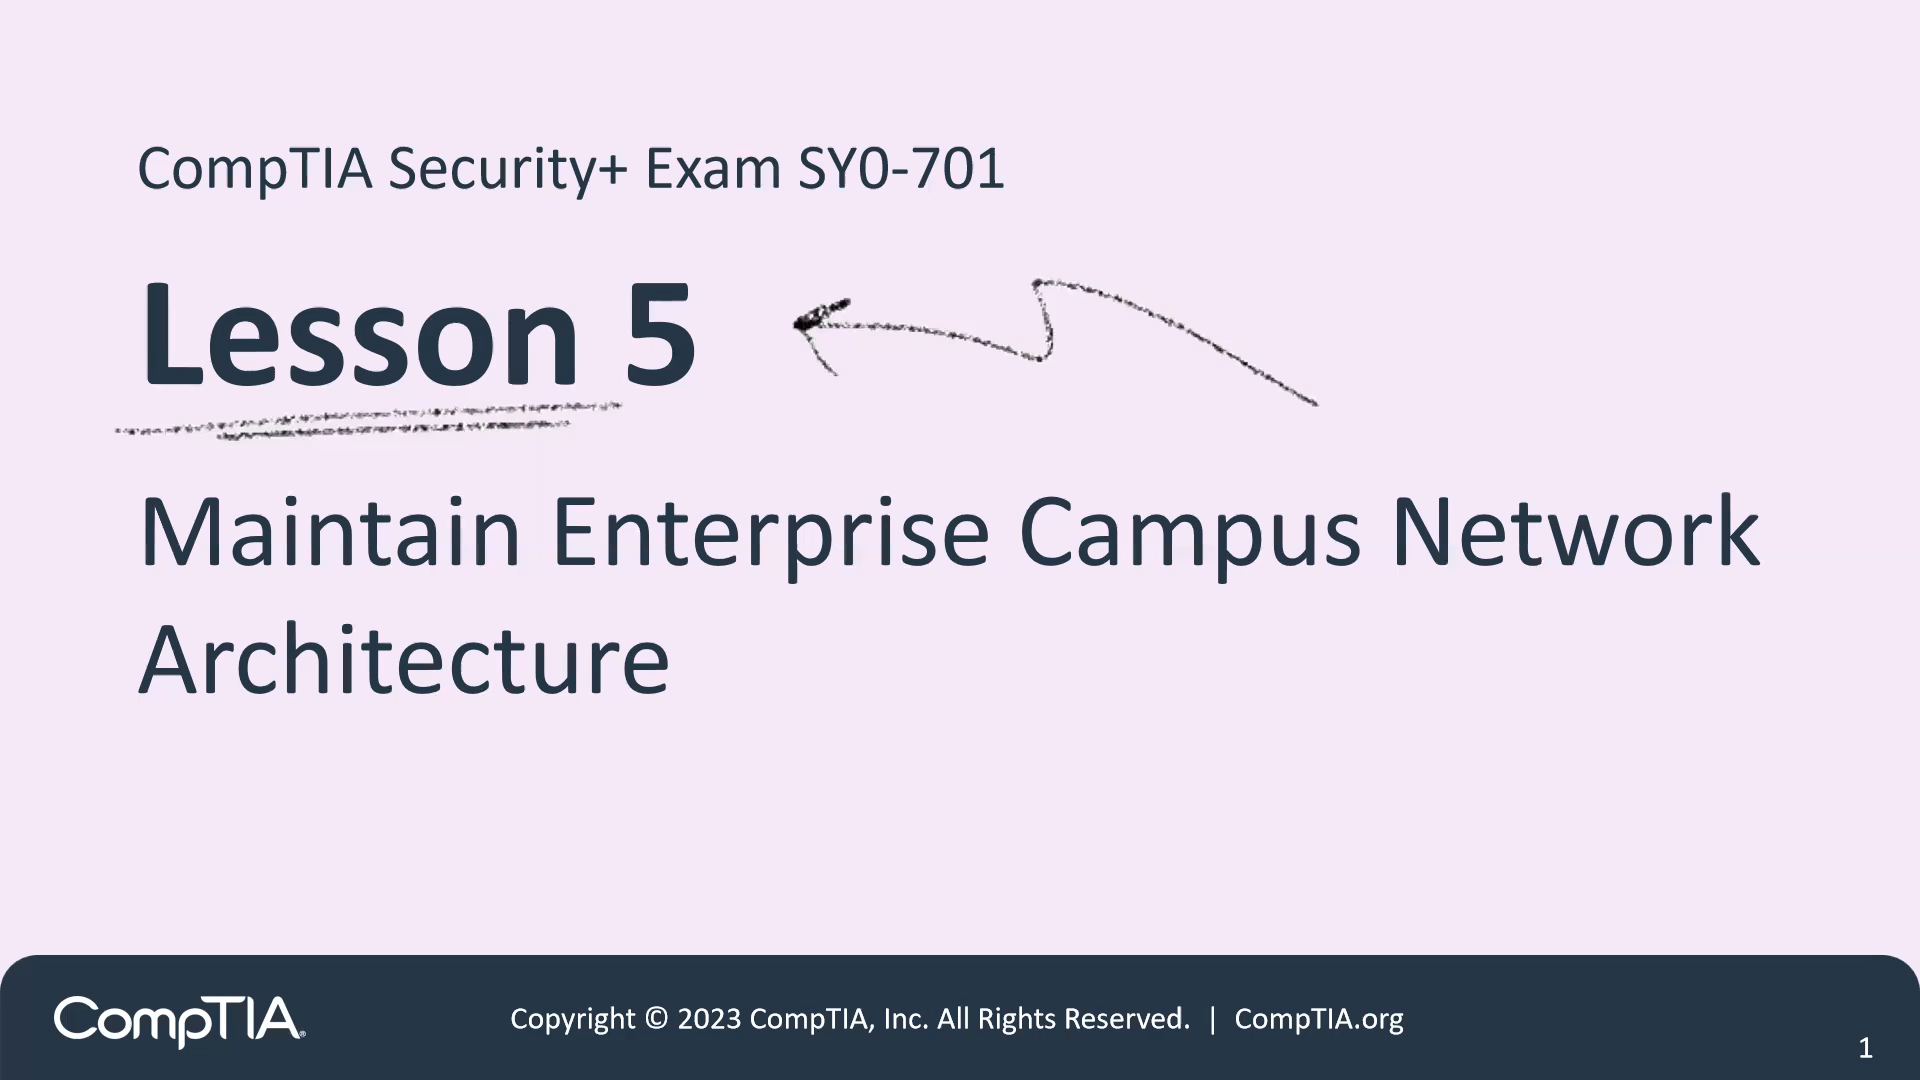 CompTIA Security+ Exam SY0-701
Lesson 5
Maintain Enterprise Campus Network
Architecture
CompTIA®
Copyright © 2023 CompTIA, Inc. All Rights Reserved. | CompTIA.org
1